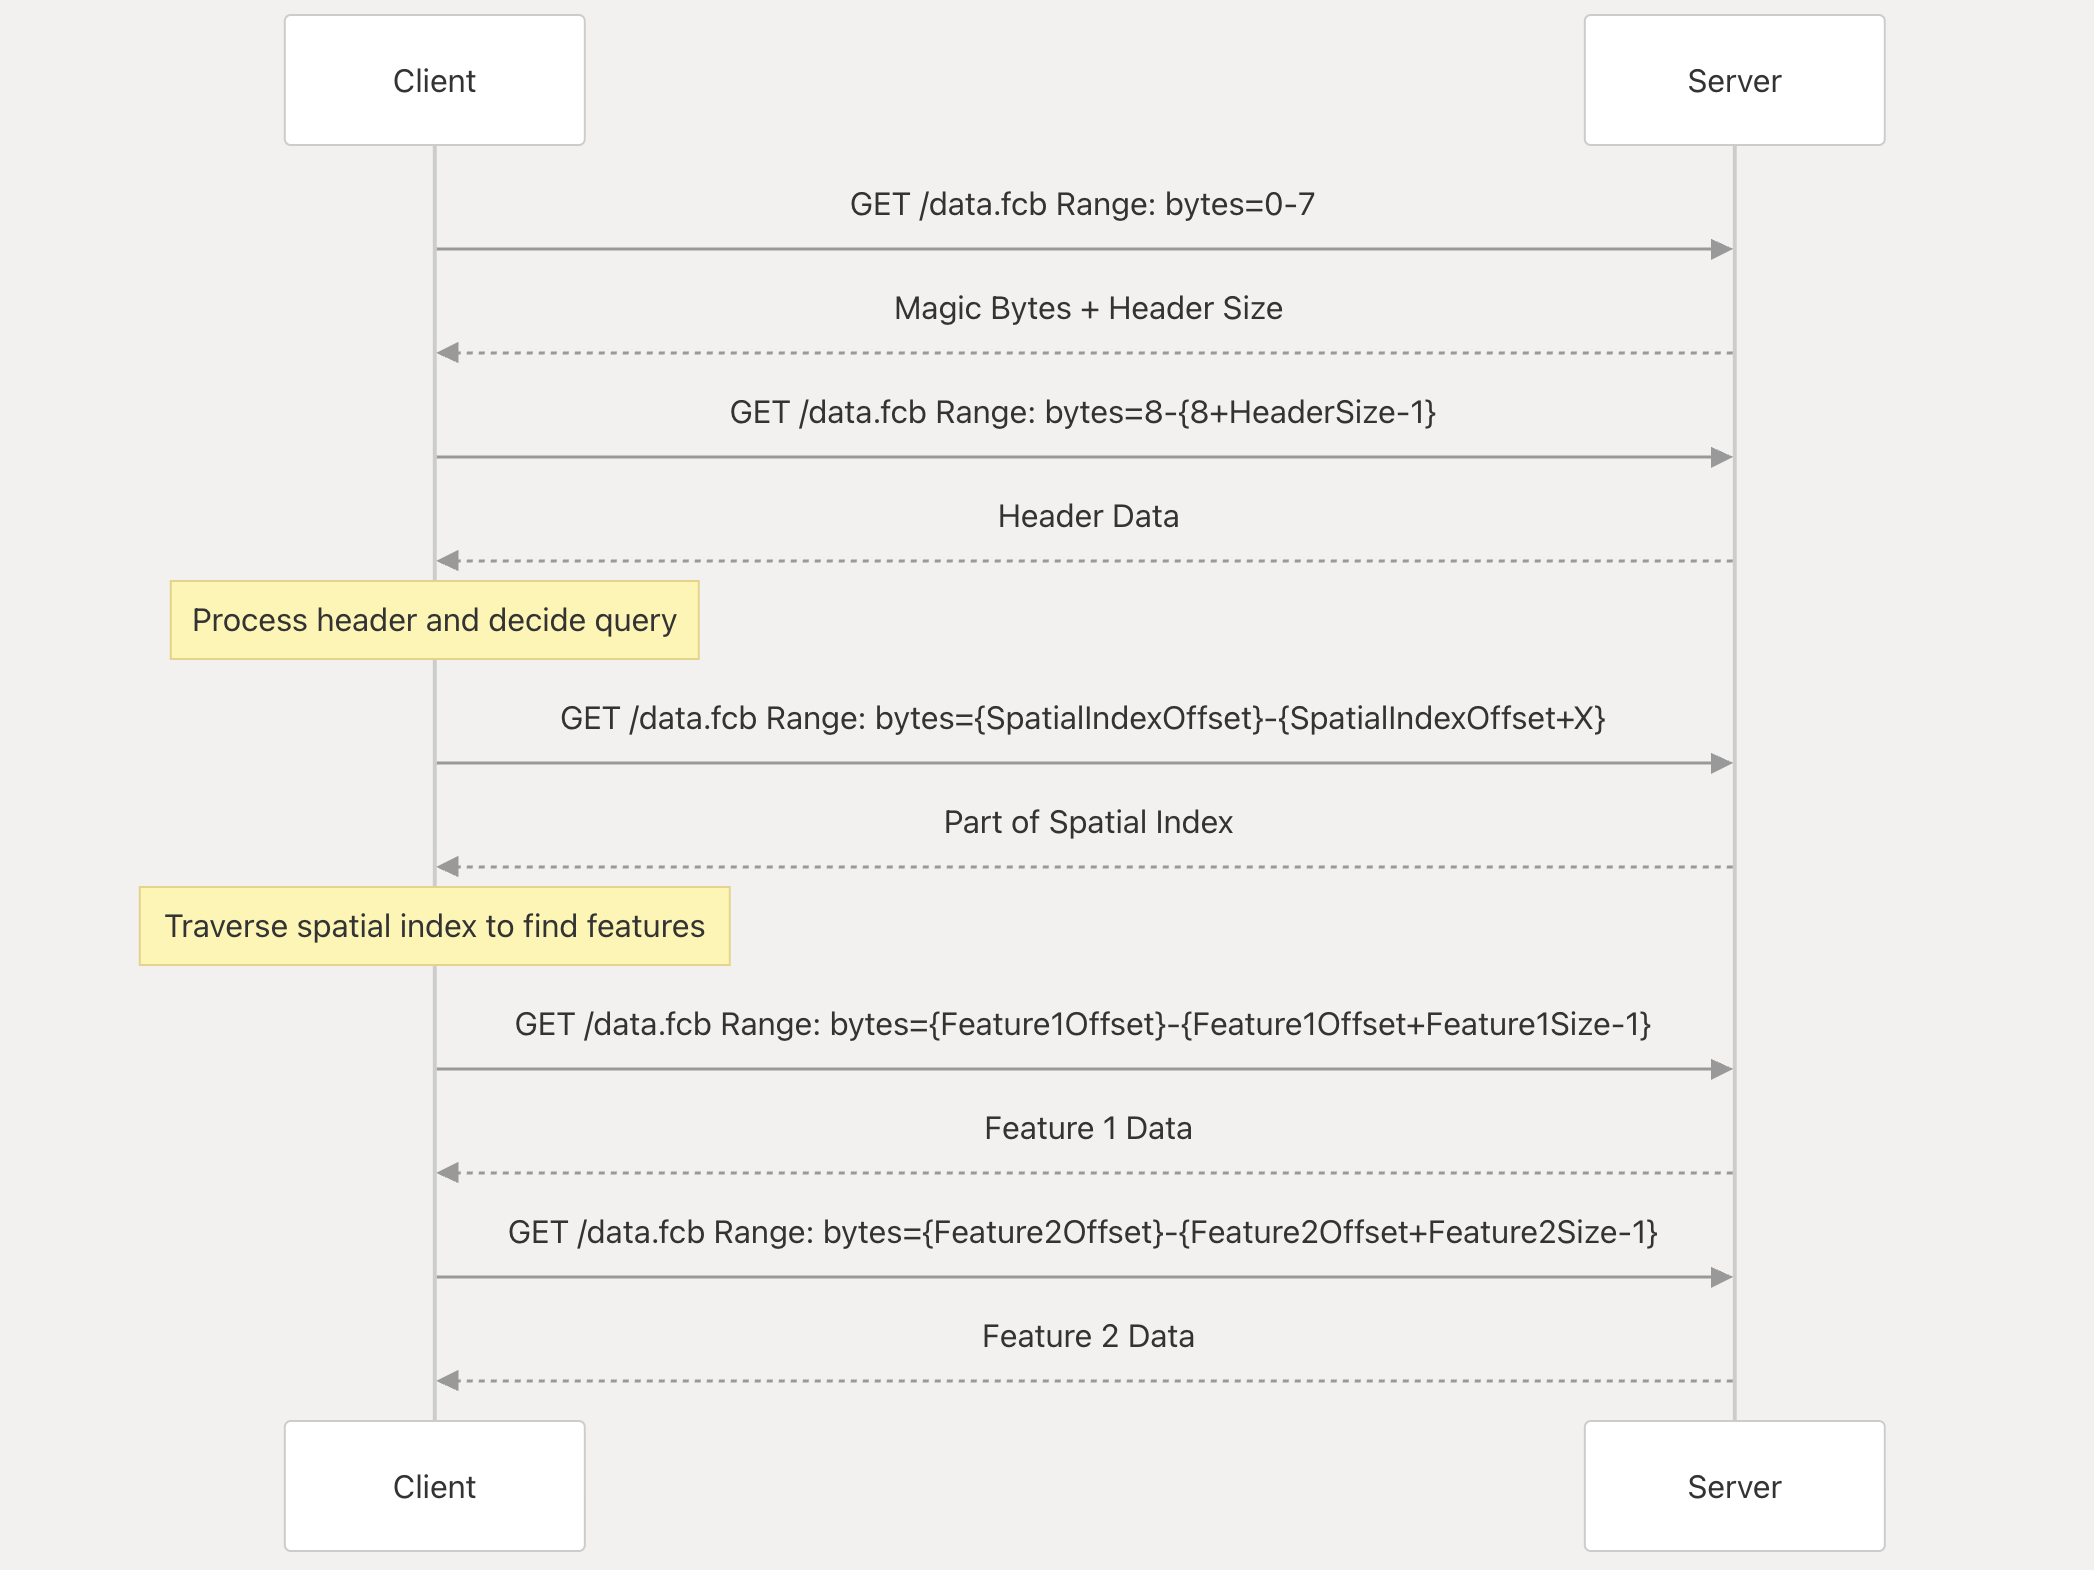 Client
Server
GET /data.fcb Range: bytes=0-7
Magic Bytes + Header Size
GET /data.fcb Range: bytes=8-{8+HeaderSize-1}
Header Data
Process header and decide query
GET /data.fcb Range: bytes={SpatialIndexOffset}-{SpatialIndexOffset+X}
Part of Spatial Index
Traverse spatial index to find features
GET /data.fcb Range: bytes={Feature1Offset}-{Feature1Offset+Feature1Size-1}
Feature 1 Data
GET /data.fcb Range: bytes={Feature2Offset}-{Feature2Offset+Feature2Size-1}
Feature 2 Data
Client
Server